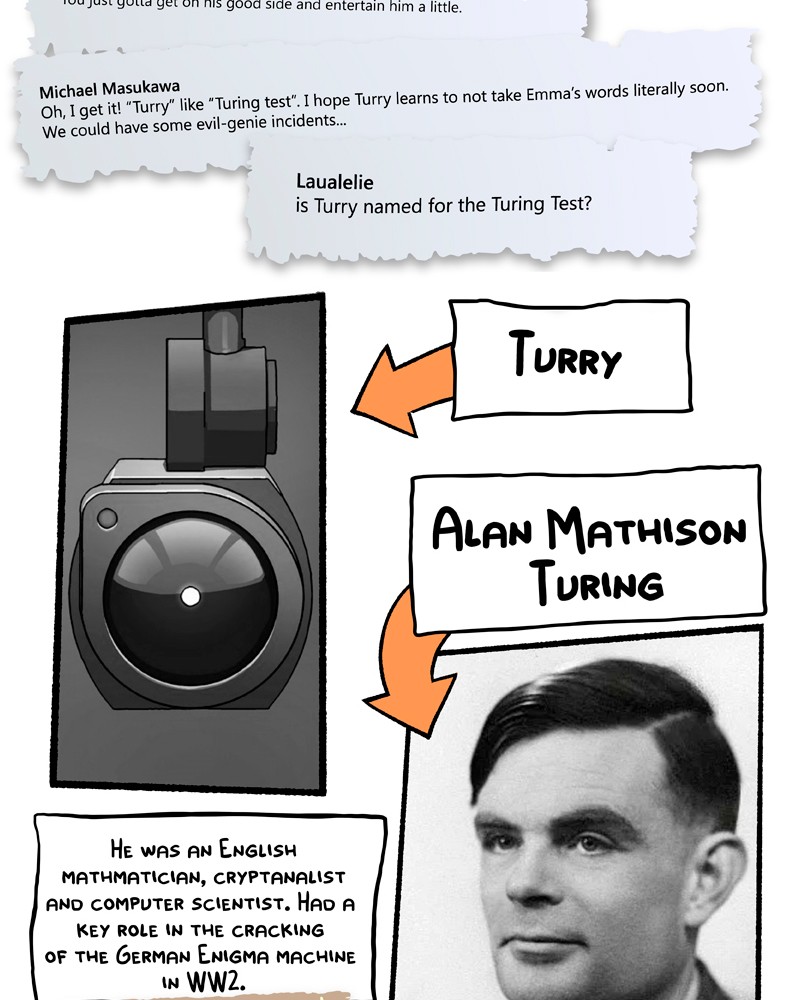 You just gotta get on his good side and entertain him a little.
Michael Masukawa
Oh, I get it! “Turry” like “Turing test”. I hope Turry learns to not take Emma’s words literally soon.
We could have some evil-genie incidents...
Laualelie
is Turry named for the Turing Test?
TURRY
ALAN MATHISON
TURING
HE WAS AN ENGLISH
MATHMATICIAN, CRYPTANALIST
AND COMPUTER SCIENTIST. HAD A
KEY ROLE IN THE CRACKING
OF THE GERMAN ENIGMA MACHINE
IN WW2.